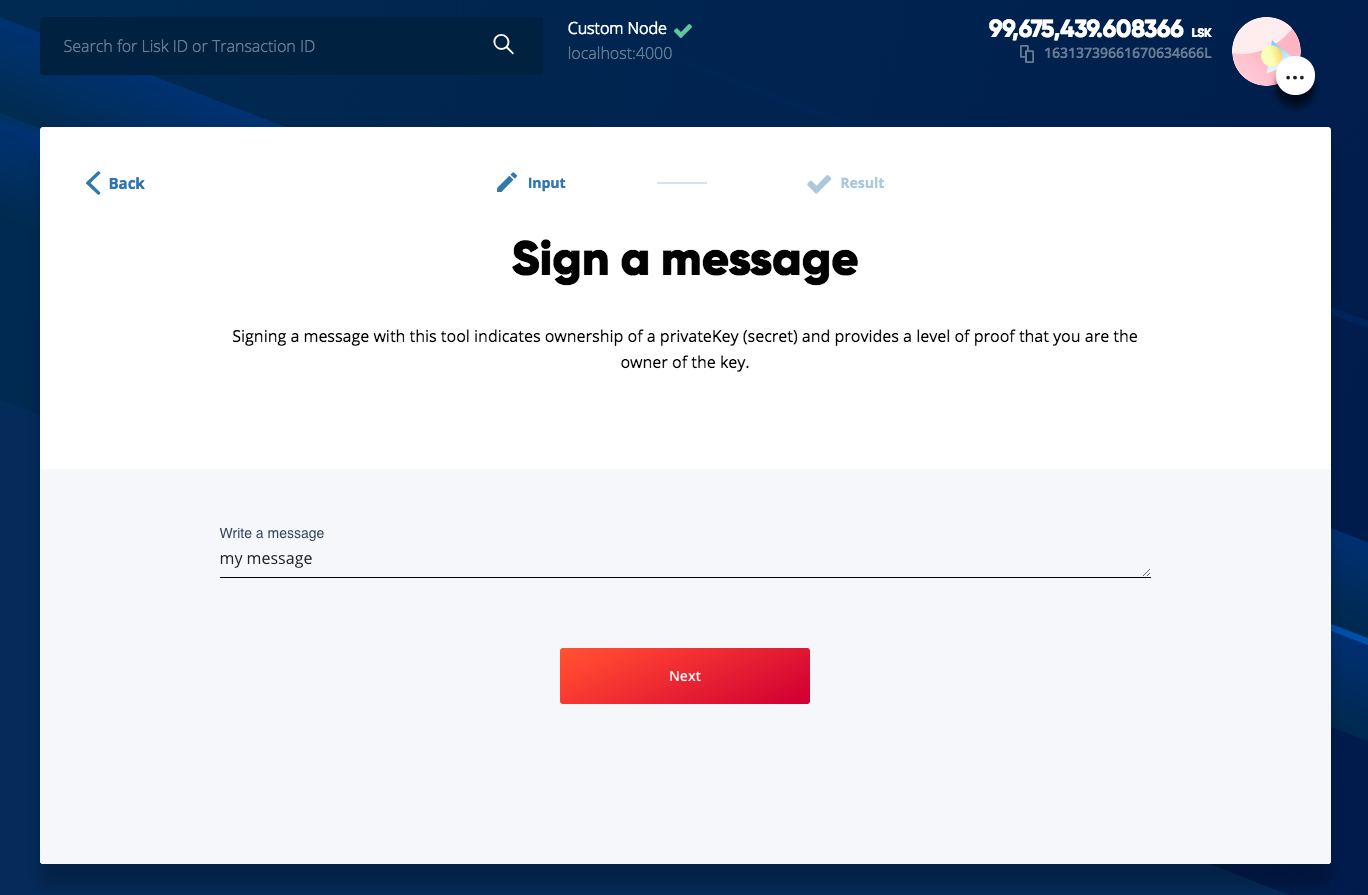 Search for Lisk ID or Transaction ID
Custom Node
localhost:4000
99,675,439.608366 LSK
16313739661670634666L
Back
Input
Result
Sign a message
Signing a message with this tool indicates ownership of a privateKey (secret) and provides a level of proof that you are the
owner of the key.
Write a message
my message
Next